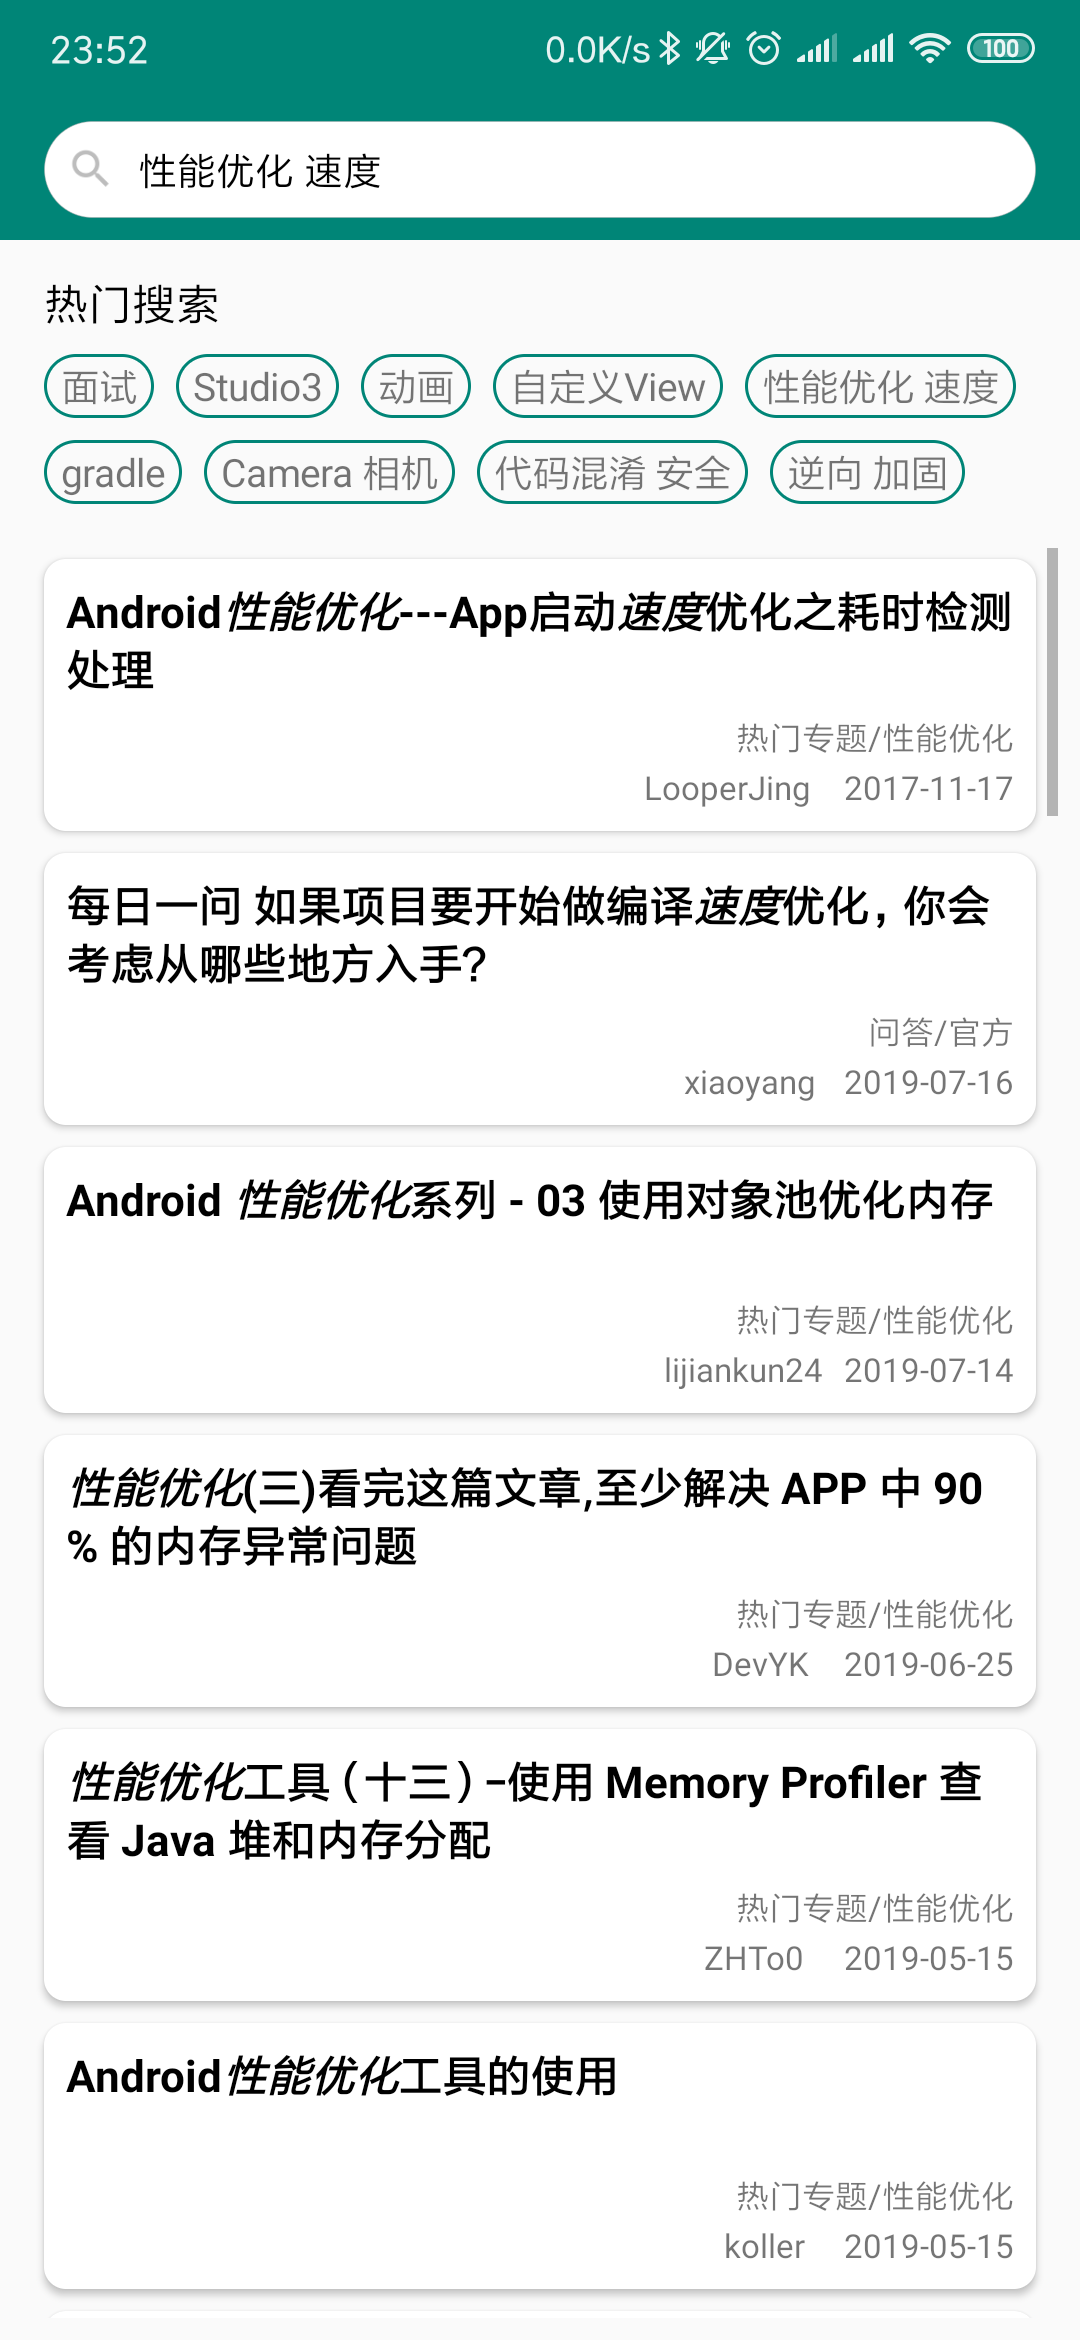 23:52 0.0K/s 100
性能优化 速度
热门搜索
面试 Studio3 动画 自定义View 性能优化 速度
gradle Camera 相机 代码混淆 安全 逆向 加固
Android性能优化---App启动速度优化之耗时检测
处理
热门专题/性能优化
LooperJing 2017-11-17
每日一问 如果项目要开始做编译速度优化，你会
考虑从哪些地方入手？
问答/官方
xiaoyang 2019-07-16
Android 性能优化系列 - 03 使用对象池优化内存
热门专题/性能优化
lijiankun24 2019-07-14
性能优化(三)看完这篇文章,至少解决 APP 中 90
% 的内存异常问题
热门专题/性能优化
DevYK 2019-06-25
性能优化工具（十三）–使用 Memory Profiler 查
看 Java 堆和内存分配
热门专题/性能优化
ZHTo0 2019-05-15
Android性能优化工具的使用
热门专题/性能优化
koller 2019-05-15